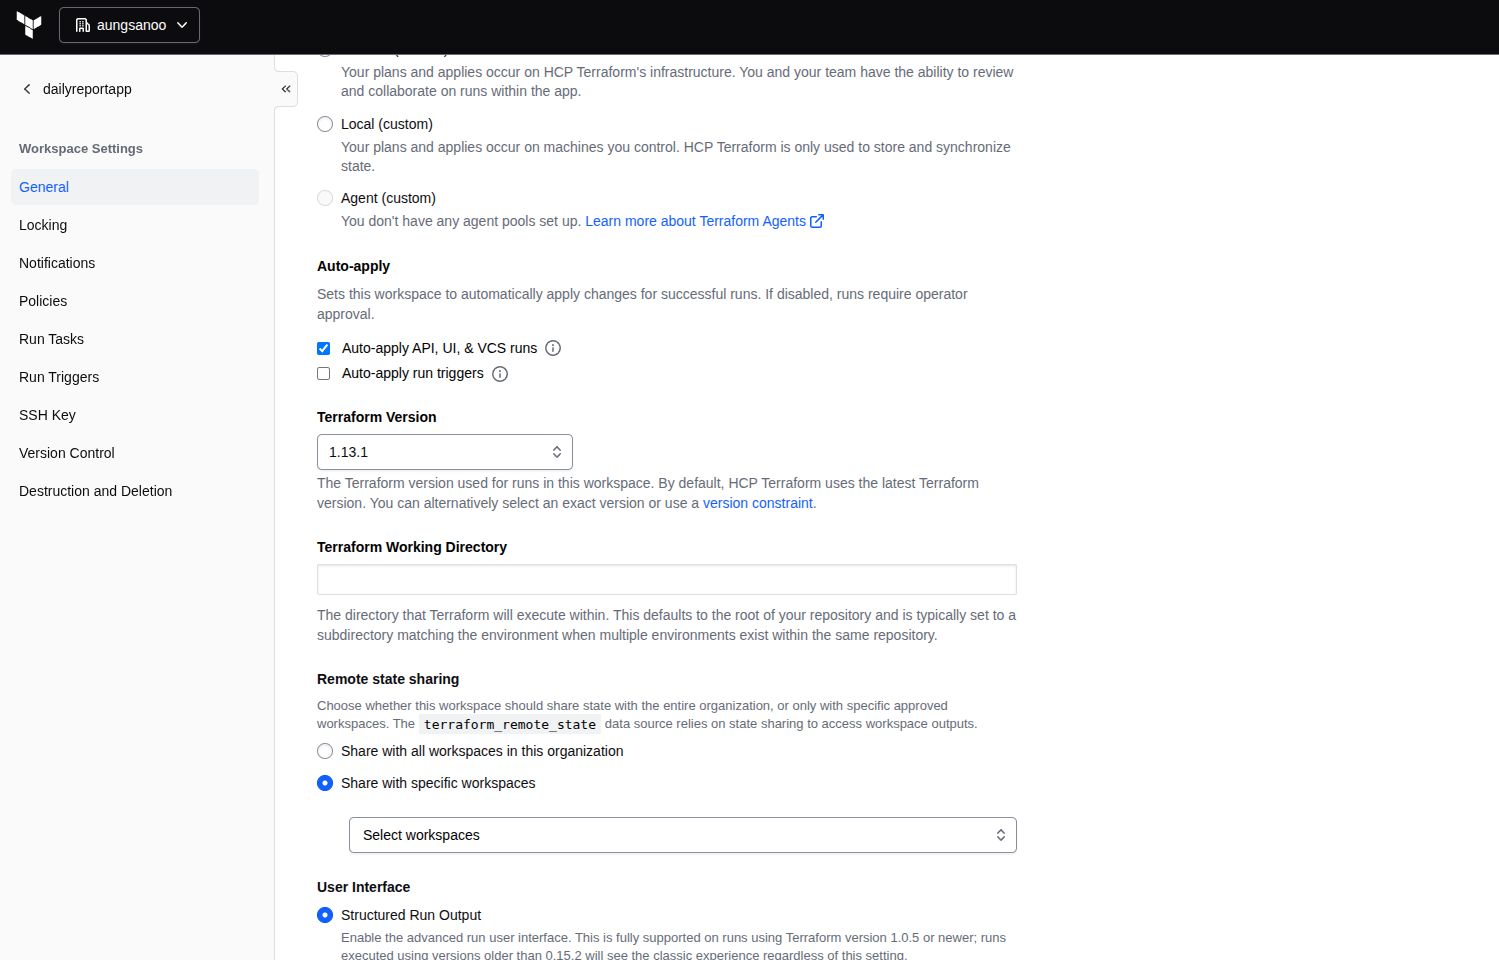 aungsanoo
dailyreportapp
Workspace Settings
General
Locking
Notifications
Policies
Run Tasks
Run Triggers
SSH Key
Version Control
Destruction and Deletion
Your plans and applies occur on HCP Terraform's infrastructure. You and your team have the ability to review
and collaborate on runs within the app.
Local (custom)
Your plans and applies occur on machines you control. HCP Terraform is only used to store and synchronize
state.
Agent (custom)
You don't have any agent pools set up. Learn more about Terraform Agents
Auto-apply
Sets this workspace to automatically apply changes for successful runs. If disabled, runs require operator
approval.
Auto-apply API, UI, & VCS runs
Auto-apply run triggers
Terraform Version
1.13.1
The Terraform version used for runs in this workspace. By default, HCP Terraform uses the latest Terraform
version. You can alternatively select an exact version or use a version constraint.
Terraform Working Directory
The directory that Terraform will execute within. This defaults to the root of your repository and is typically set to a
subdirectory matching the environment when multiple environments exist within the same repository.
Remote state sharing
Choose whether this workspace should share state with the entire organization, or only with specific approved
workspaces. The terraform_remote_state data source relies on state sharing to access workspace outputs.
Share with all workspaces in this organization
Share with specific workspaces
Select workspaces
User Interface
Structured Run Output
Enable the advanced run user interface. This is fully supported on runs using Terraform version 1.0.5 or newer; runs
executed using versions older than 0.15.2 will see the classic experience regardless of this setting.